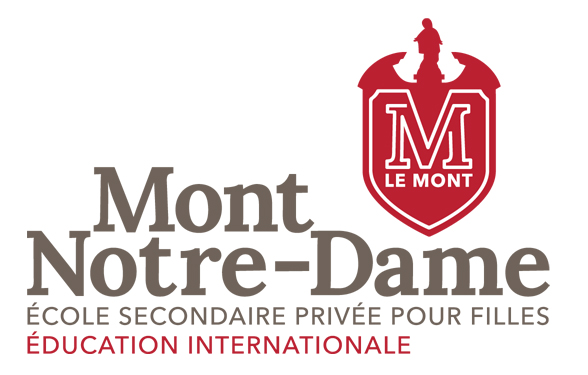 M
LE MONT
Mont
Notre-Dame
ÉCOLE SECONDAIRE PRIVÉE POUR FILLES
ÉDUCATION INTERNATIONALE